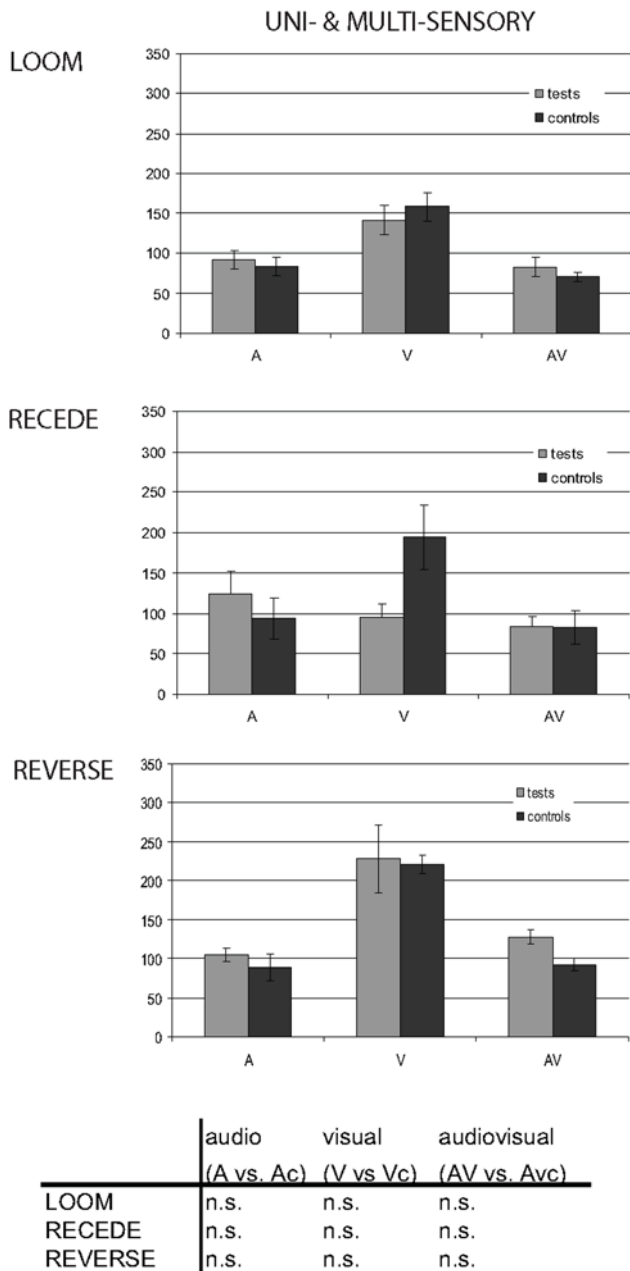 UNI- & MULTI-SENSORY
LOOM
350
300
250
200
150
100
50
0
tests
controls
A V AV
RECEDE
350
300
250
200
150
100
50
0
tests
controls
A V AV
REVERSE
350
300
250
200
150
100
50
0
tests
controls
A V AV
audio visual audiovisual
(A vs. Ac) (V vs Vc) (AV vs. Avc)
LOOM n.s. n.s. n.s.
RECEDE n.s. n.s. n.s.
REVERSE n.s. n.s. n.s.